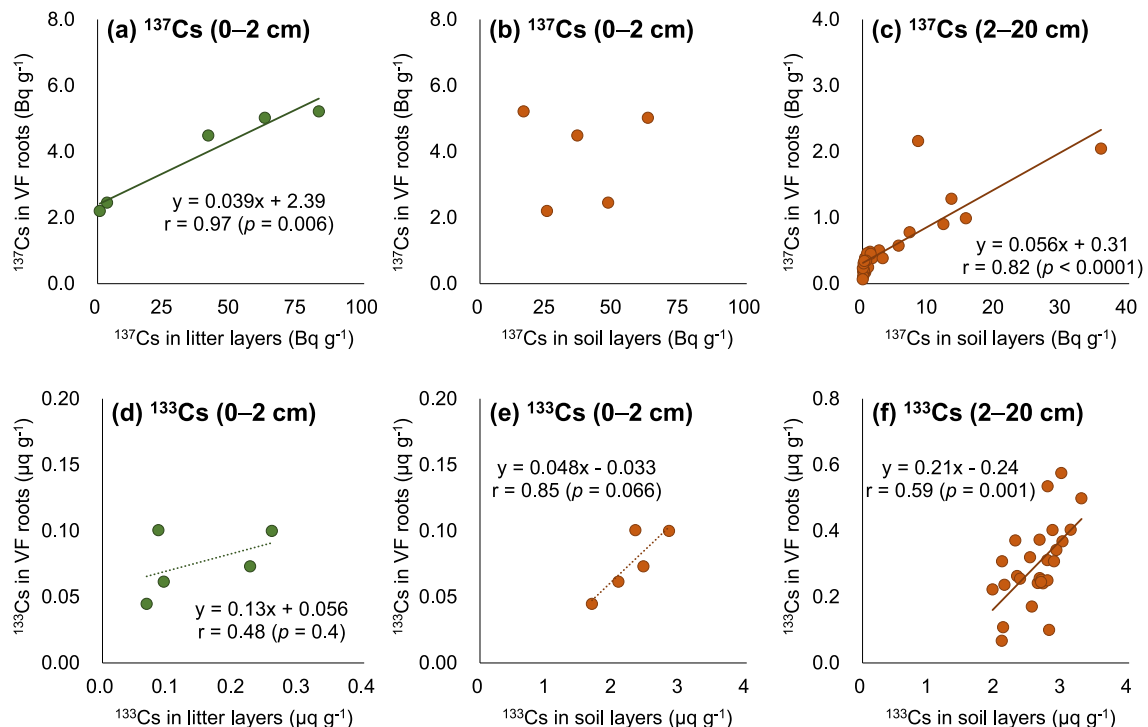 (a) ¹³⁷Cs (0–2 cm)
¹³⁷Cs in VF roots (Bq g⁻¹)
8.0
6.0
4.0
2.0
0.0
y = 0.039x + 2.39
r = 0.97 (p = 0.006)
0 25 50 75 100
¹³⁷Cs in litter layers (Bq g⁻¹)
(b) ¹³⁷Cs (0–2 cm)
¹³⁷Cs in VF roots (Bq g⁻¹)
8.0
6.0
4.0
2.0
0.0
0 25 50 75 100
¹³⁷Cs in soil layers (Bq g⁻¹)
(c) ¹³⁷Cs (2–20 cm)
¹³⁷Cs in VF roots (Bq g⁻¹)
4.0
3.0
2.0
1.0
0.0
y = 0.056x + 0.31
r = 0.82 (p < 0.0001)
0 10 20 30 40
¹³⁷Cs in soil layers (Bq g⁻¹)
(d) ¹³³Cs (0–2 cm)
¹³³Cs in VF roots (µq g⁻¹)
0.20
0.15
0.10
0.05
0.00
y = 0.13x + 0.056
r = 0.48 (p = 0.4)
0.0 0.1 0.2 0.3 0.4
¹³³Cs in litter layers (µq g⁻¹)
(e) ¹³³Cs (0–2 cm)
¹³³Cs in VF roots (µq g⁻¹)
0.20
0.15
0.10
0.05
0.00
y = 0.048x - 0.033
r = 0.85 (p = 0.066)
0 1 2 3 4
¹³³Cs in soil layers (µq g⁻¹)
(f) ¹³³Cs (2–20 cm)
¹³³Cs in VF roots (µq g⁻¹)
0.8
0.6
0.4
0.2
0.0
y = 0.21x - 0.24
r = 0.59 (p = 0.001)
0 1 2 3 4
¹³³Cs in soil layers (µq g⁻¹)